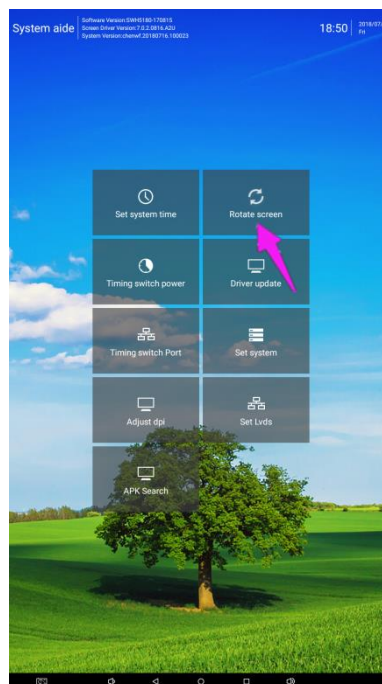 System aide
Software Version:SWH5180-170815
Screen Driver Version:7.0.2.0816.A2U
System Version:chenwf.20180716.100023
18:50
2018/07/
Fri
Set system time
Rotate screen
Timing switch power
Driver update
Timing switch Port
Set system
Adjust dpi
Set Lvds
APK Search